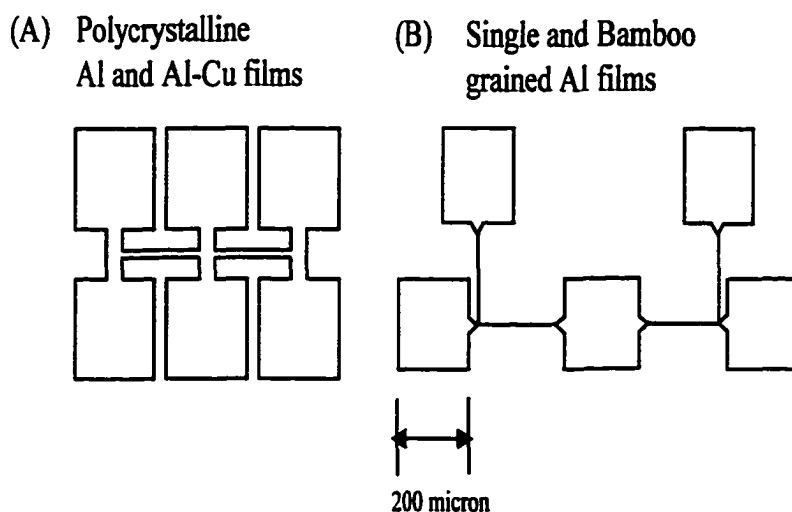 (A) Polycrystalline
Al and Al-Cu films
(B) Single and Bamboo
grained Al films
200 micron